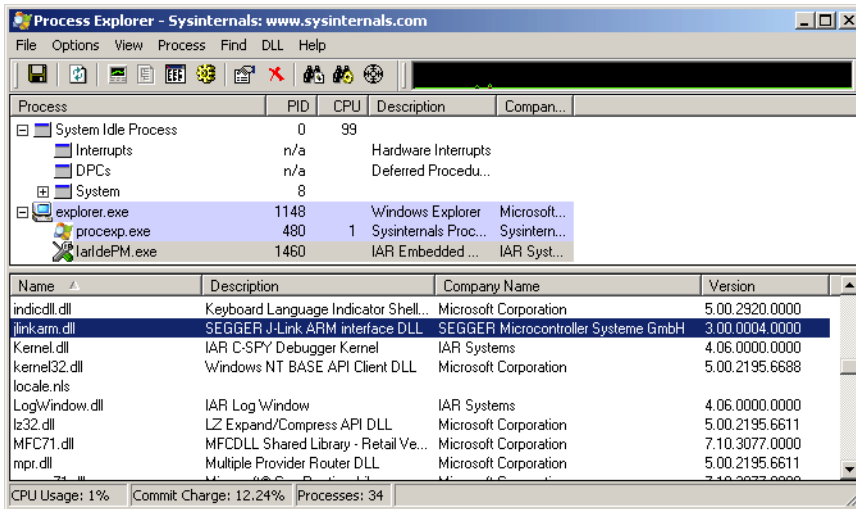 Process Explorer - Sysinternals: www.sysinternals.com
File Options View Process Find DLL Help
Process PID CPU Description Compan...
System Idle Process 0 99
Interrupts n/a Hardware Interrupts
DPCs n/a Deferred Procedu...
System 8
explorer.exe 1148 Windows Explorer Microsoft...
procexp.exe 480 1 Sysinternals Proc... Sysintern...
IarIdePM.exe 1460 IAR Embedded ... IAR Syst...
Name Description Company Name Version
indicdll.dll Keyboard Language Indicator Shell... Microsoft Corporation 5.00.2920.0000
jlinkarm.dll SEGGER J-Link ARM interface DLL SEGGER Microcontroller Systeme GmbH 3.00.0004.0000
Kernel.dll IAR C-SPY Debugger Kernel IAR Systems 4.06.0000.0000
kernel32.dll Windows NT BASE API Client DLL Microsoft Corporation 5.00.2195.6688
locale.nls
LogWindow.dll IAR Log Window IAR Systems 4.06.0000.0000
lz32.dll LZ Expand/Compress API DLL Microsoft Corporation 5.00.2195.6611
MFC71.dll MFCDLL Shared Library - Retail Ve... Microsoft Corporation 7.10.3077.0000
mpr.dll Multiple Provider Router DLL Microsoft Corporation 5.00.2195.6611
CPU Usage: 1% Commit Charge: 12.24% Processes: 34